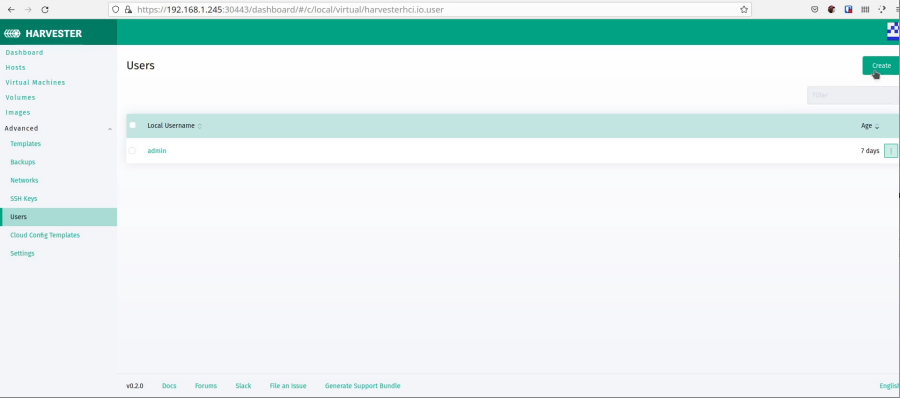 https://192.168.1.245:30443/dashboard/#/c/local/virtual/harvesterhci.io.user
HARVESTER
Dashboard
Hosts
Virtual Machines
Volumes
Images
Advanced
Templates
Backups
Networks
SSH Keys
Users
Cloud Config Templates
Settings
Users
Create
Filter
Local Username
Age
admin
7 days
v0.2.0 Docs Forums Slack File an Issue Generate Support Bundle English